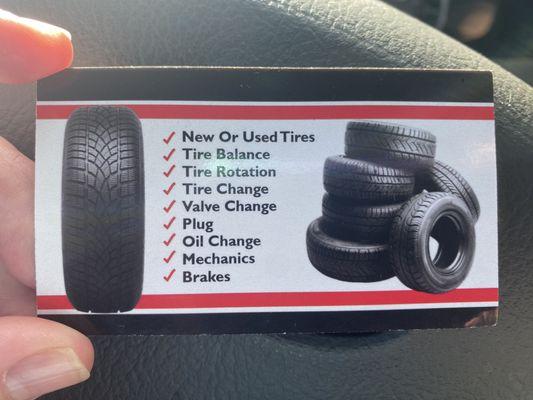 New Or Used Tires
Tire Balance
Tire Rotation
Tire Change
Valve Change
Plug
Oil Change
Mechanics
Brakes